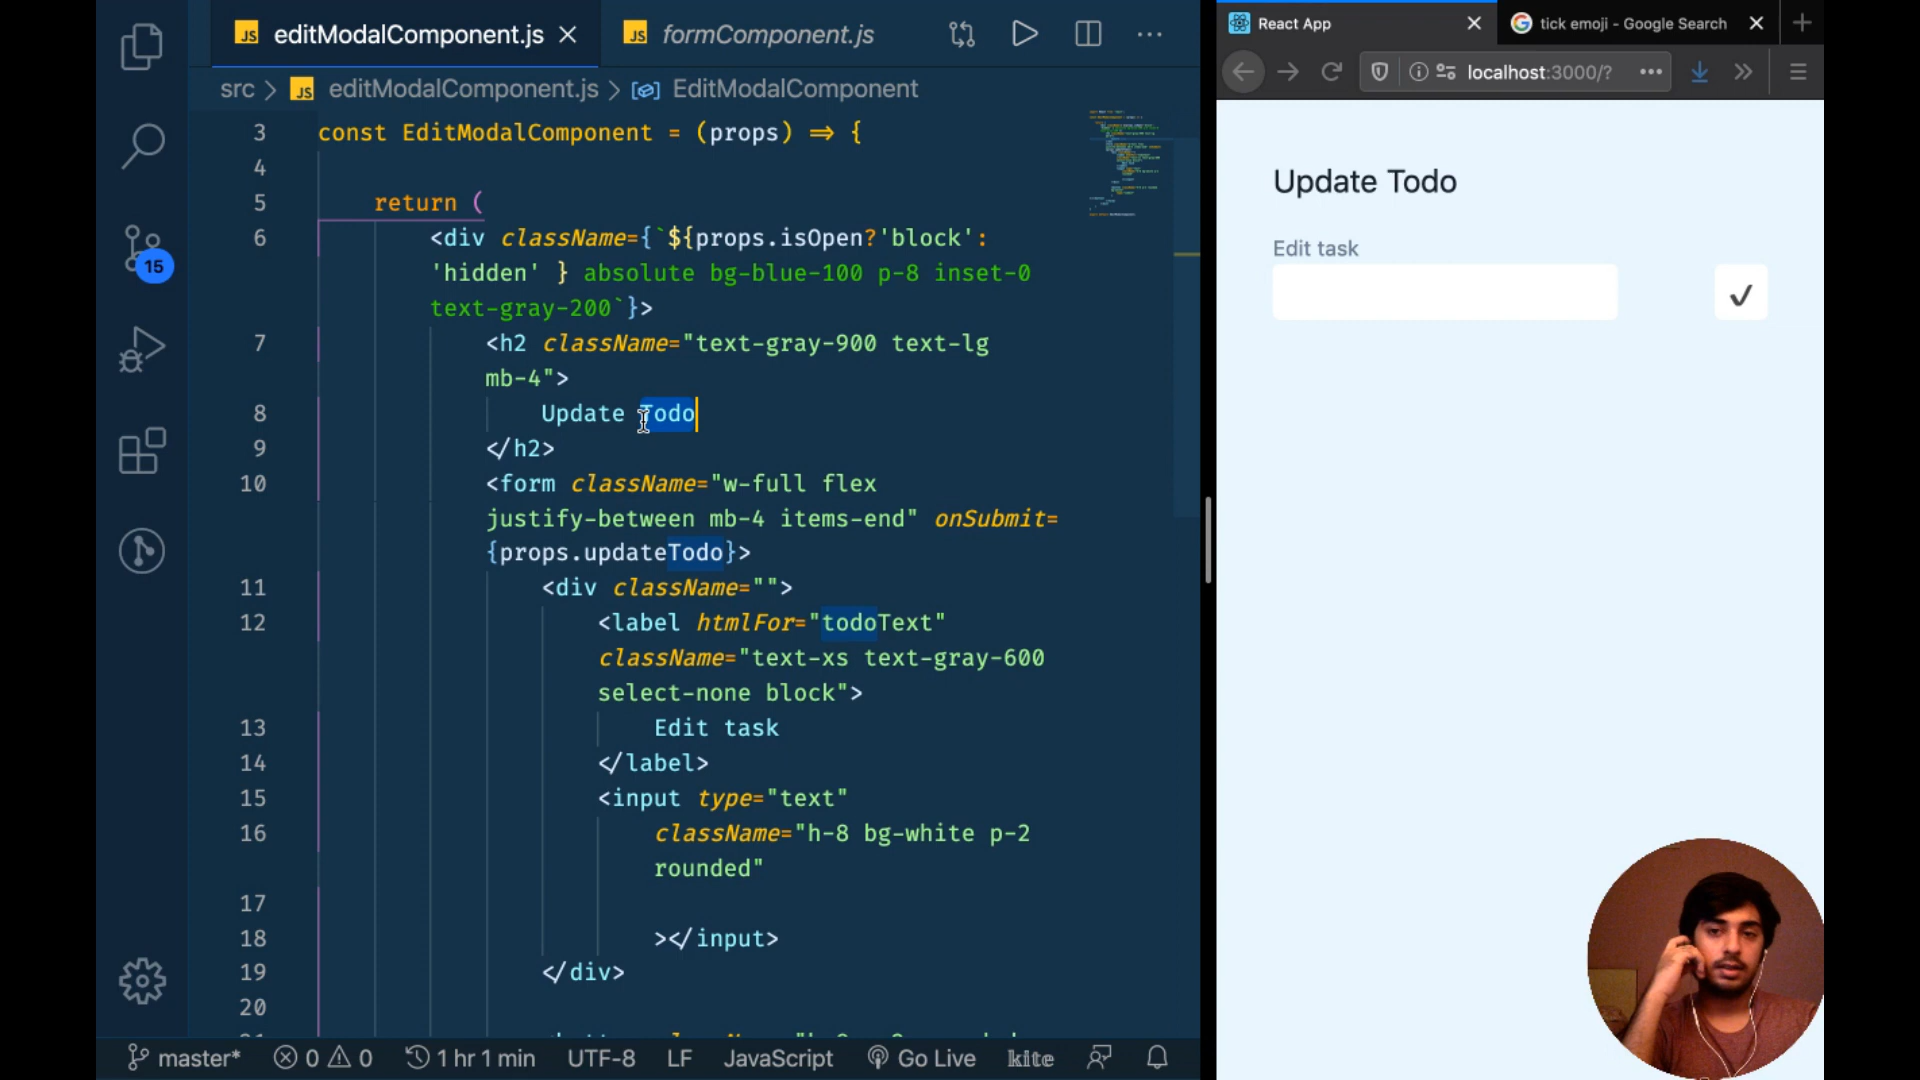 JS editModalComponent.js
JS formComponent.js
src > JS editModalComponent.js > EditModalComponent
3 const EditModalComponent = (props) => {
4
5 return (
6 <div className={`${props.isOpen?'block':
'hidden' } absolute bg-blue-100 p-8 inset-0
text-gray-200`}>
7 <h2 className="text-gray-900 text-lg
mb-4">
8 Update Todo
9 </h2>
10 <form className="w-full flex
justify-between mb-4 items-end" onSubmit=
{props.updateTodo}>
11 <div className="">
12 <label htmlFor="todoText"
className="text-xs text-gray-600
select-none block">
13 Edit task
14 </label>
15 <input type="text"
16 className="h-8 bg-white p-2
rounded"
17
18 ></input>
19 </div>
20
15
master* 0 0 1 hr 1 min UTF-8 LF JavaScript Go Live kite
React App
tick emoji - Google Search
localhost:3000/?
Update Todo
Edit task